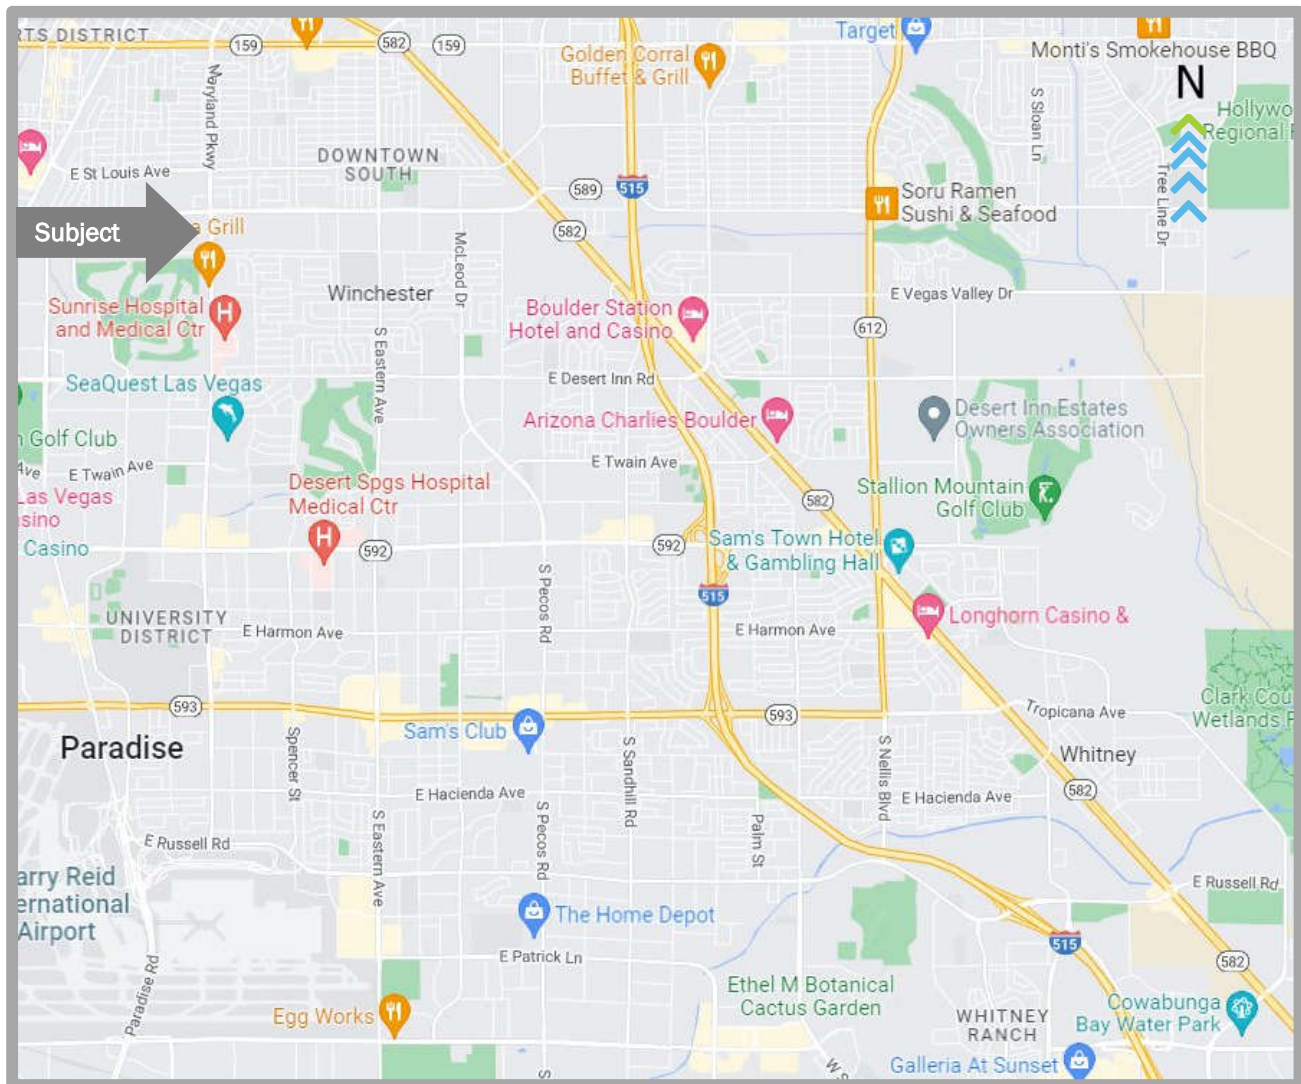 RTS DISTRICT
159
582
159
Golden Corral
Buffet & Grill
Target
Monti's Smokehouse BBQ
N
Maryland Pkwy
S Sloan Ln
Hollywo
Regional
E St Louis Ave
DOWNTOWN
SOUTH
589
515
Soru Ramen
Sushi & Seafood
Tree Line Dr
Subject
a Grill
582
McLeod Dr
Winchester
E Vegas Valley Dr
Sunrise Hospital
and Medical Ctr
Boulder Station
Hotel and Casino
612
S Eastern Ave
SeaQuest Las Vegas
E Desert Inn Rd
Arizona Charlies Boulder
Desert Inn Estates
Owners Association
n Golf Club
Ave
E Twain Ave
E Twain Ave
Las Vegas
sino
Desert Spgs Hospital
Medical Ctr
582
Stallion Mountain
Golf Club
Casino
592
592
Sam's Town Hotel
& Gambling Hall
S Pecos Rd
515
UNIVERSITY
DISTRICT
E Harmon Ave
E Harmon Ave
Longhorn Casino &
593
593
Tropicana Ave
Clark Cou
Wetlands P
Sam's Club
Paradise
Spencer St
S Sandhill Rd
S Nellis Blvd
Whitney
582
E Hacienda Ave
E Hacienda Ave
S Pecos Rd
S Eastern Ave
Palm St
E Russell Rd
E Russell Rd
arry Reid
ernational
Airport
The Home Depot
515
E Patrick Ln
582
Paradise Rd
Ethel M Botanical
Cactus Garden
Egg Works
WHITNEY
RANCH
Cowabunga
Bay Water Park
Galleria At Sunset
W S
S